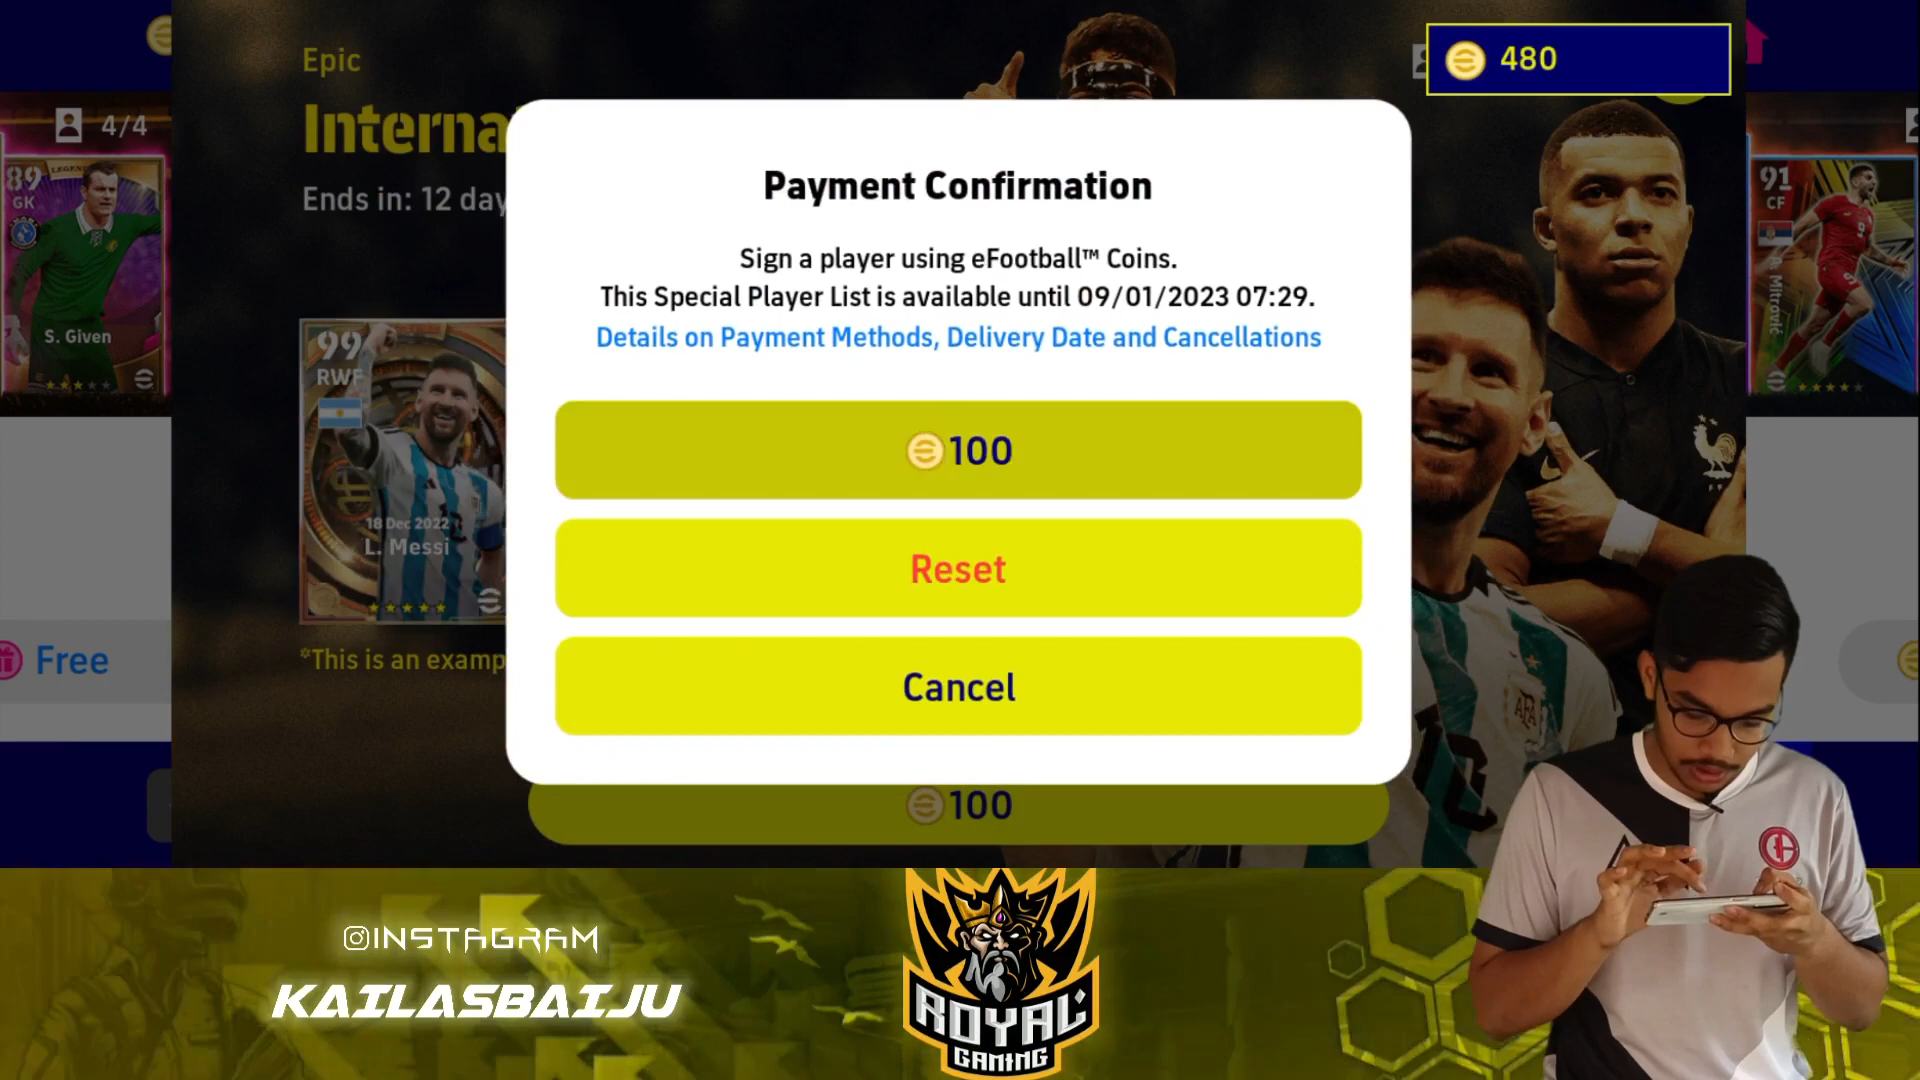 Epic
Interna
Ends in: 12 day
480
4/4
89
GK
LEGEND
S. Given
99
RWF
18 Dec 2022
L. Messi
*This is an examp
Free
Payment Confirmation
Sign a player using eFootball™ Coins.
This Special Player List is available until 09/01/2023 07:29.
Details on Payment Methods, Delivery Date and Cancellations
100
Reset
Cancel
100
91
CF
Mitrović
9
AFA
INSTAGRAM
KAILASBAIJU
ROYAL
GAMING